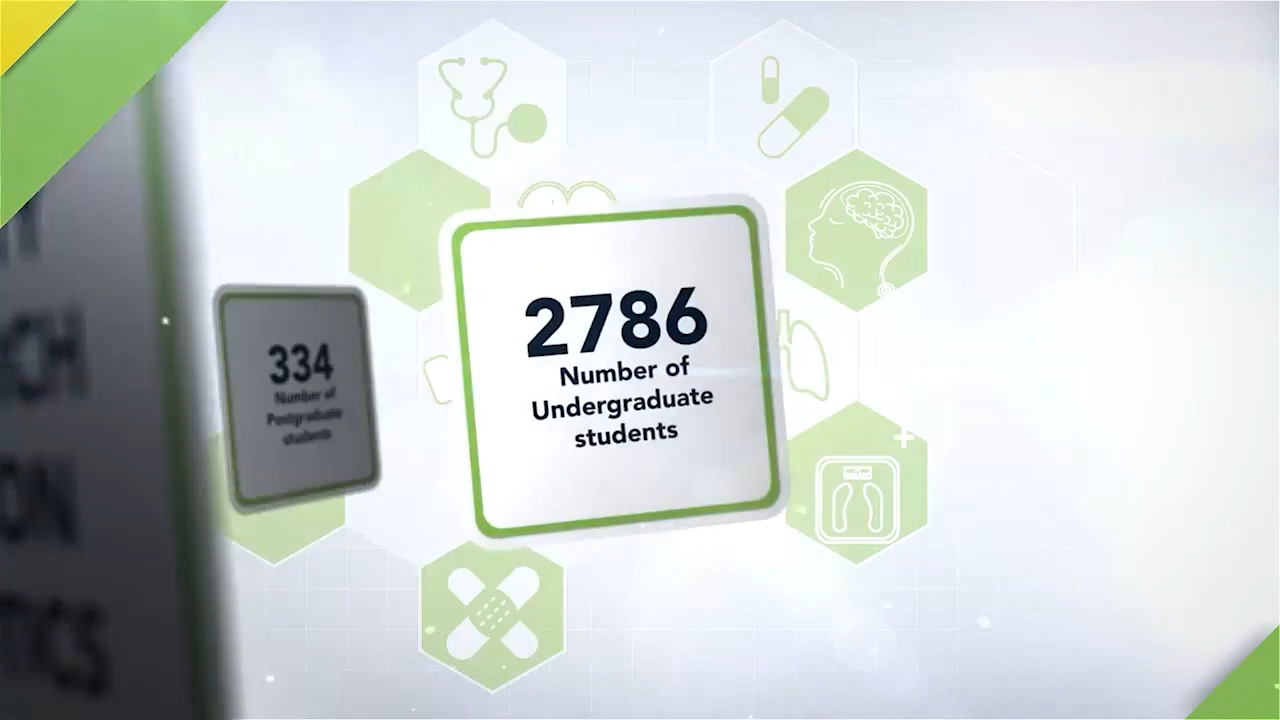 334
Number of
Postgraduate
students
2786
Number of
Undergraduate
students